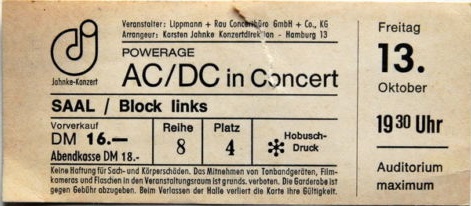 Veranstalter: Lippmann + Rau Concertbüro GmbH + Co., KG
Arrangeur: Karsten Jahnke Konzertdirektion - Hamburg 13
Jahnke-Konzert
POWERAGE
AC/DC in Concert
SAAL / Block links
Vorverkauf
DM 16.—
Abendkasse DM 18.-
Reihe
8
Platz
4
Hobusch-
Druck
Keine Haftung für Sach- und Körperschäden. Das Mitnehmen von Tonbandgeräten, Film-
kameras und Flaschen in den Veranstaltungsraum ist grunds. verboten. Die Garderobe ist
gegen Gebühr abzugeben. Beim Verlassen der Halle verliert die Karte ihre Gültigkeit.
Freitag
13.
Oktober
19 30 Uhr
Auditorium
maximum